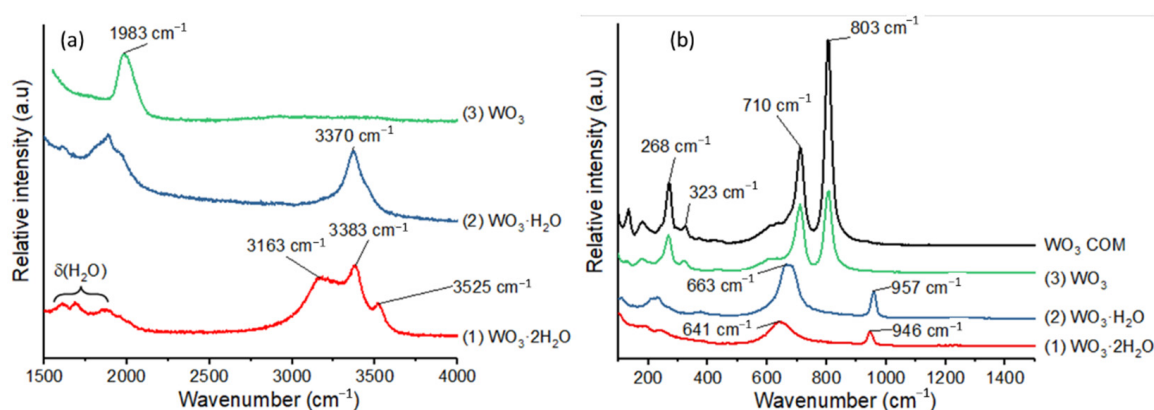 (a)
1983 cm⁻¹
(3) WO₃
3370 cm⁻¹
(2) WO₃·H₂O
3163 cm⁻¹
3383 cm⁻¹
3525 cm⁻¹
δ(H₂O)
(1) WO₃·2H₂O
Relative intensity (a.u)
1500 2000 2500 3000 3500 4000
Wavenumber (cm⁻¹)
(b)
803 cm⁻¹
710 cm⁻¹
268 cm⁻¹
323 cm⁻¹
WO₃ COM
(3) WO₃
663 cm⁻¹
957 cm⁻¹
(2) WO₃·H₂O
641 cm⁻¹
946 cm⁻¹
(1) WO₃·2H₂O
Relative intensity (a.u)
200 400 600 800 1000 1200 1400
Wavenumber (cm⁻¹)